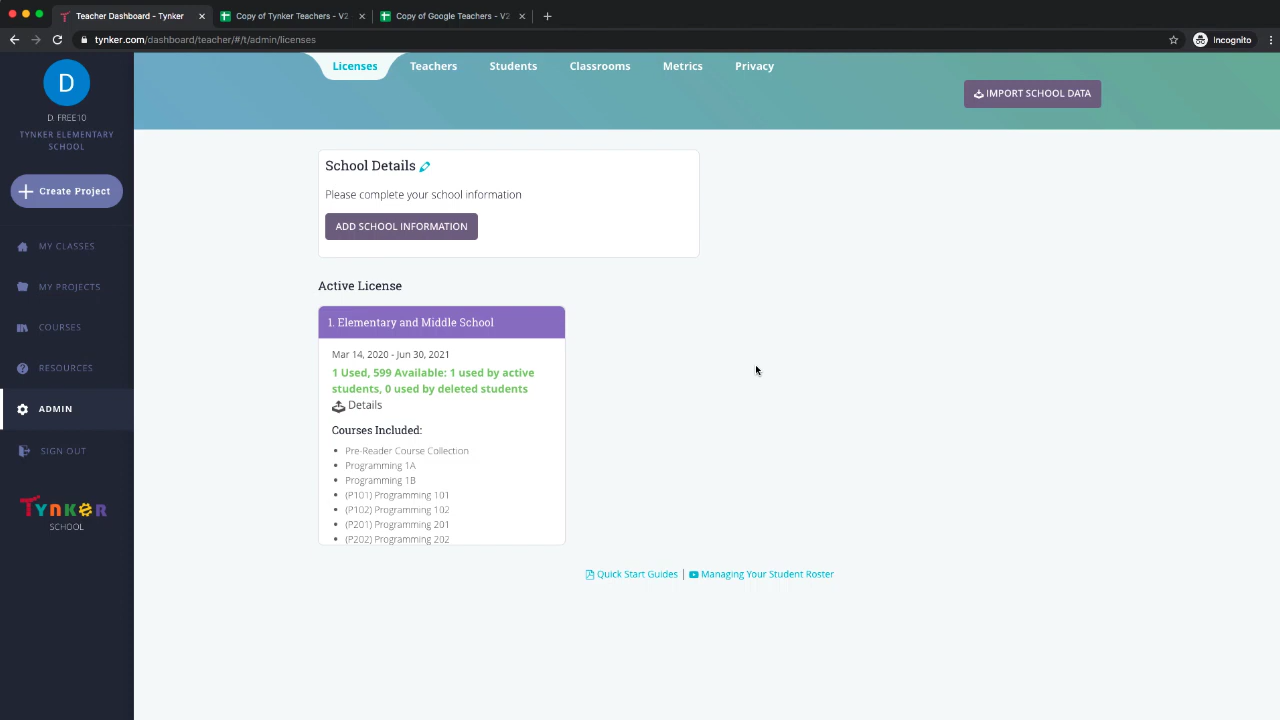 Teacher Dashboard - Tynker
Copy of Tynker Teachers - V2
Copy of Google Teachers - V2
tynker.com/dashboard/teacher/#/t/admin/licenses
Incognito
D
D. FREE10
TYNKER ELEMENTARY
SCHOOL
Create Project
MY CLASSES
MY PROJECTS
COURSES
RESOURCES
ADMIN
SIGN OUT
TYNKER
SCHOOL
Licenses
Teachers
Students
Classrooms
Metrics
Privacy
IMPORT SCHOOL DATA
School Details
Please complete your school information
ADD SCHOOL INFORMATION
Active License
1. Elementary and Middle School
Mar 14, 2020 - Jun 30, 2021
1 Used, 599 Available: 1 used by active
students, 0 used by deleted students
Details
Courses Included:
Pre-Reader Course Collection
Programming 1A
Programming 1B
(P101) Programming 101
(P102) Programming 102
(P201) Programming 201
(P202) Programming 202
Quick Start Guides | Managing Your Student Roster